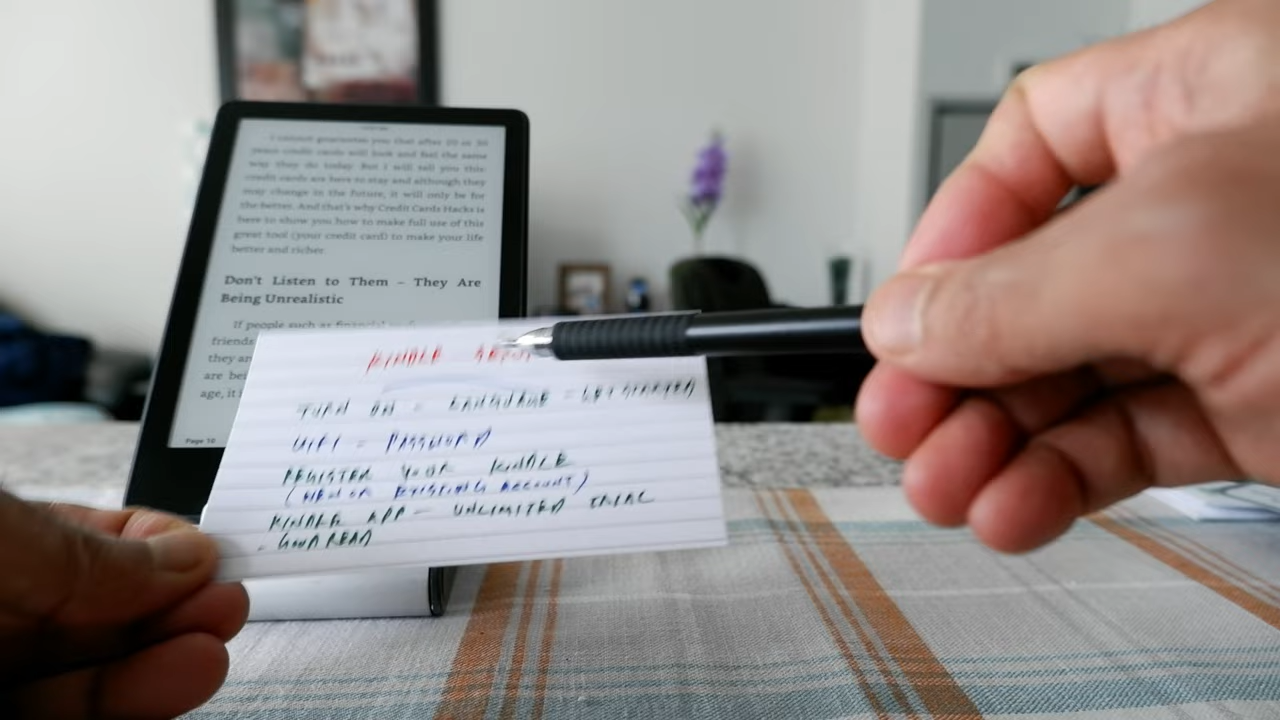 I cannot guarantee you that after 20 or 30
years credit cards will look and feel the same
way they do today. But I will tell you this:
credit cards are here to stay and although they
may change in the future, it will only be for
the better. And that's why Credit Cards Hacks is
here to show you how to make full use of this
great tool (your credit card) to make your life
better and richer.
Don't Listen to Them – They Are
Being Unrealistic
If people such as financial
friends
they
are
age, it
Page 10
KINDLE SETUP
TURN ON - LANGUAGE - GET STARTED
WIFI - PASSWORD
REGISTER YOUR KINDLE
(NEW OR EXISTING ACCOUNT)
KINDLE APP - UNLIMITED TRIAL
- GOODREAD